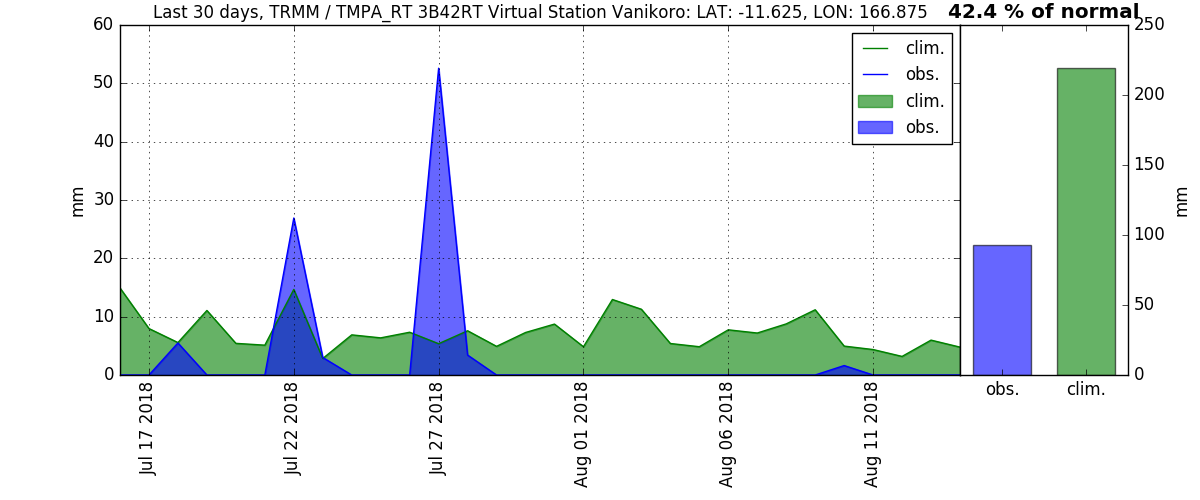 Last 30 days, TRMM / TMPA_RT 3B42RT Virtual Station Vanikoro: LAT: -11.625, LON: 166.875
42.4 % of normal
60
50
40
30
20
10
0
mm
clim.
obs.
clim.
obs.
Jul 17 2018
Jul 22 2018
Jul 27 2018
Aug 01 2018
Aug 06 2018
Aug 11 2018
250
200
150
100
50
0
mm
obs.
clim.